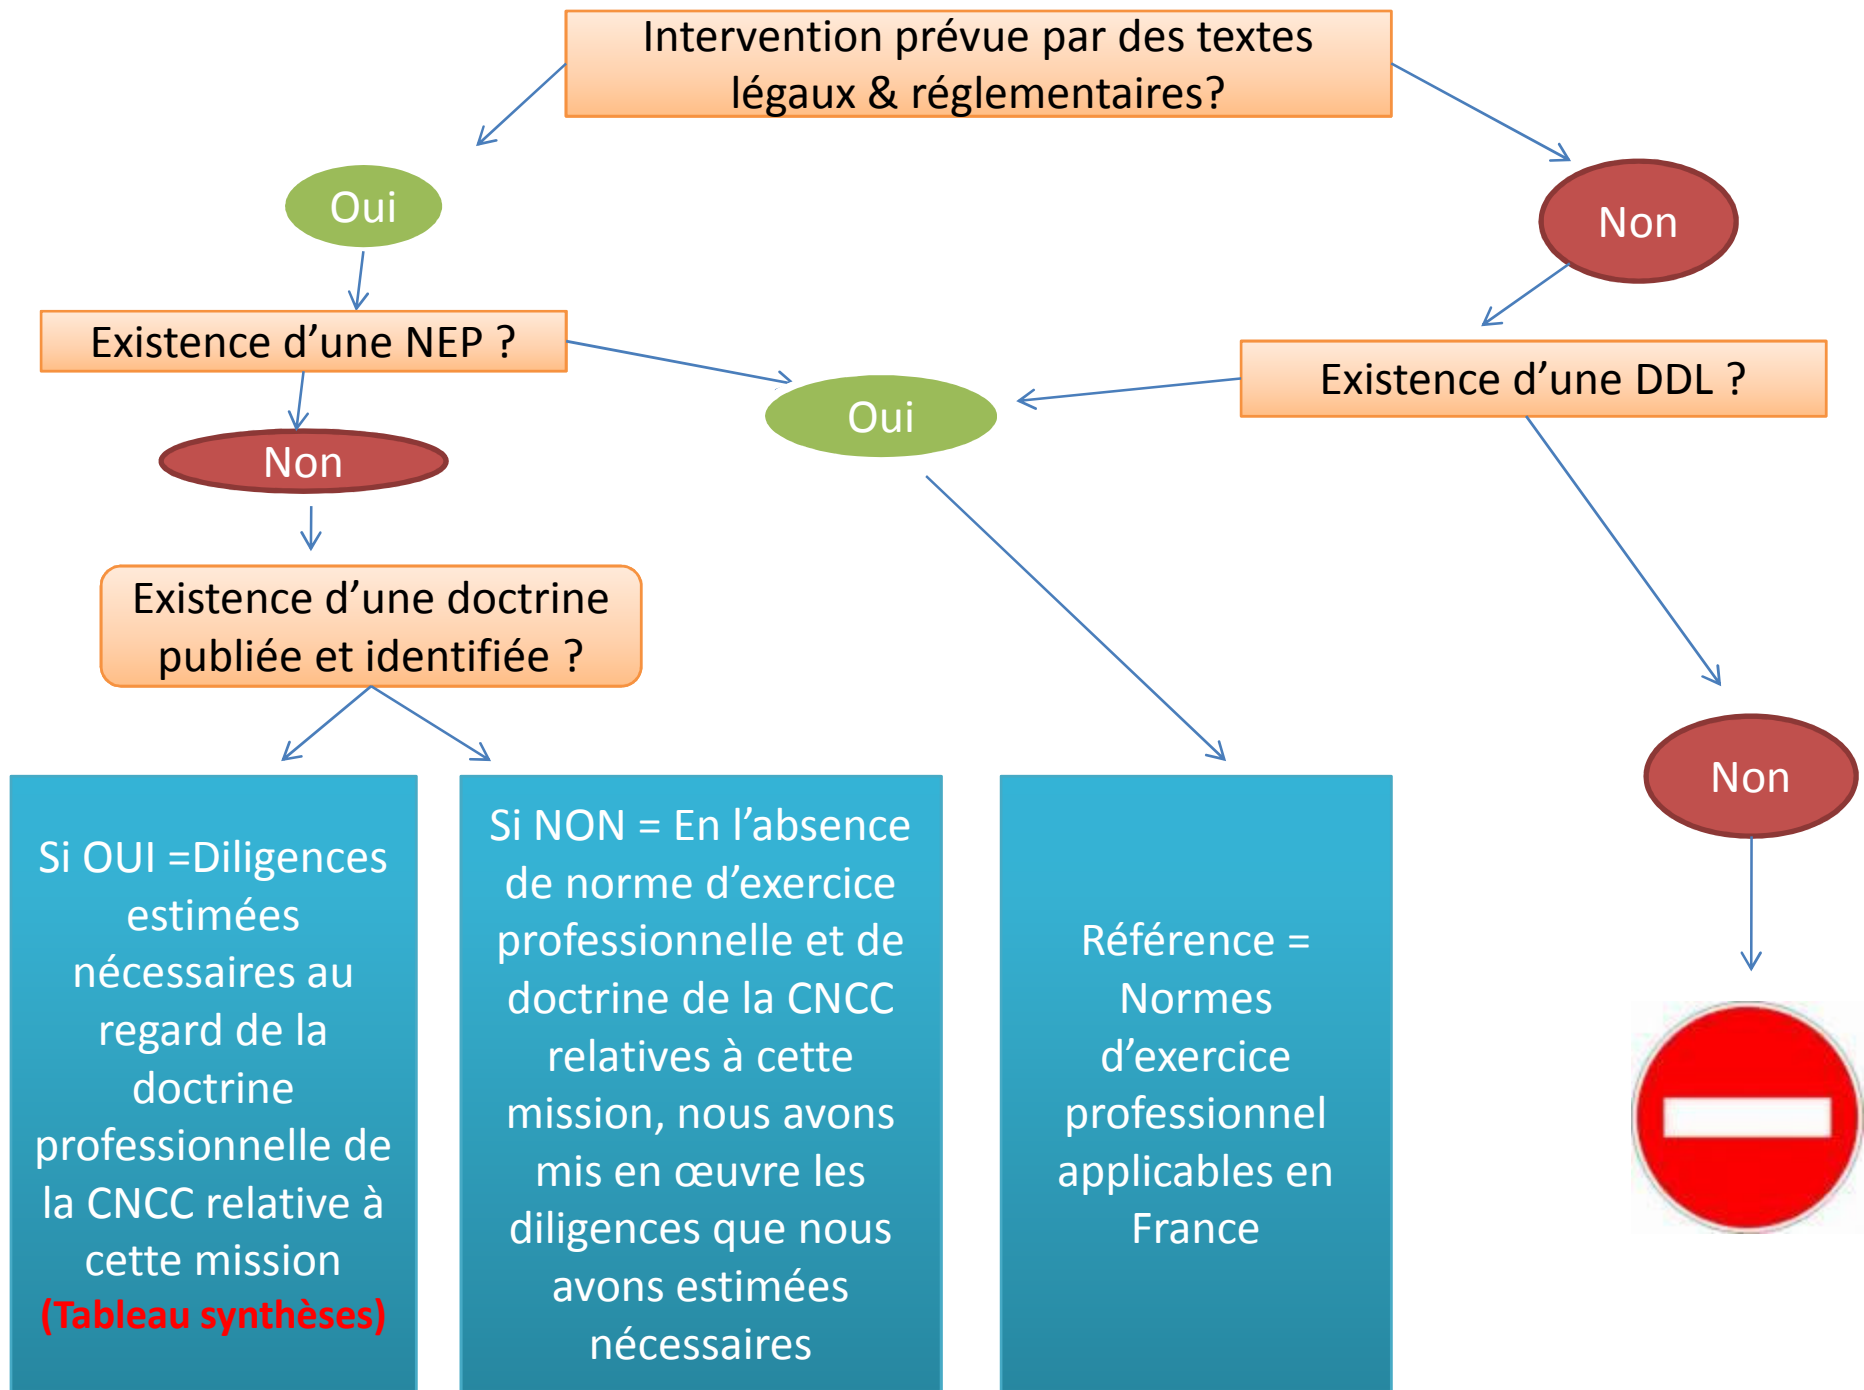 Intervention prévue par des textes
légaux & réglementaires?
Oui
Non
Existence d’une NEP ?
Existence d’une DDL ?
Oui
Non
Existence d’une doctrine
publiée et identifiée ?
Non
Si OUI =Diligences
estimées
nécessaires au
regard de la
doctrine
professionnelle de
la CNCC relative à
cette mission
(Tableau synthèses)
Si NON = En l’absence
de norme d’exercice
professionnelle et de
doctrine de la CNCC
relatives à cette
mission, nous avons
mis en œuvre les
diligences que nous
avons estimées
nécessaires
Référence =
Normes
d’exercice
professionnel
applicables en
France